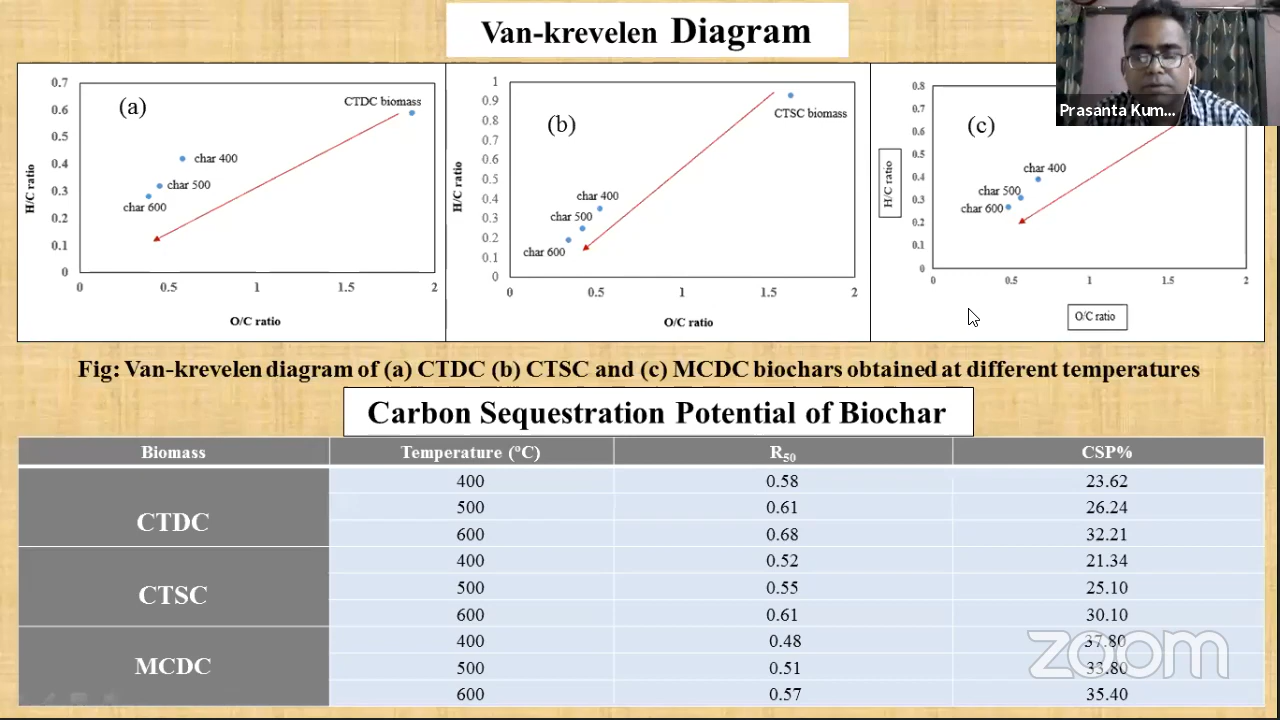 Van-krevelen Diagram
Prasanta Kum...
(a)
H/C ratio
0.7
0.6
0.5
0.4
0.3
0.2
0.1
0
CTDC biomass
char 400
char 500
char 600
0 0.5 1 1.5 2
O/C ratio
(b)
H/C ratio
1
0.9
0.8
0.7
0.6
0.5
0.4
0.3
0.2
0.1
0
CTSC biomass
char 400
char 500
char 600
0 0.5 1 1.5 2
O/C ratio
(c)
H/C ratio
0.8
0.7
0.6
0.5
0.4
0.3
0.2
0.1
0
char 400
char 500
char 600
0 0.5 1 1.5 2
O/C ratio
Fig: Van-krevelen diagram of (a) CTDC (b) CTSC and (c) MCDC biochars obtained at different temperatures
Carbon Sequestration Potential of Biochar
Biomass Temperature (ºC) R50 CSP%
CTDC
400 0.58 23.62
500 0.61 26.24
600 0.68 32.21
CTSC
400 0.52 21.34
500 0.55 25.10
600 0.61 30.10
MCDC
400 0.48 37.80
500 0.51 33.80
600 0.57 35.40
zoom